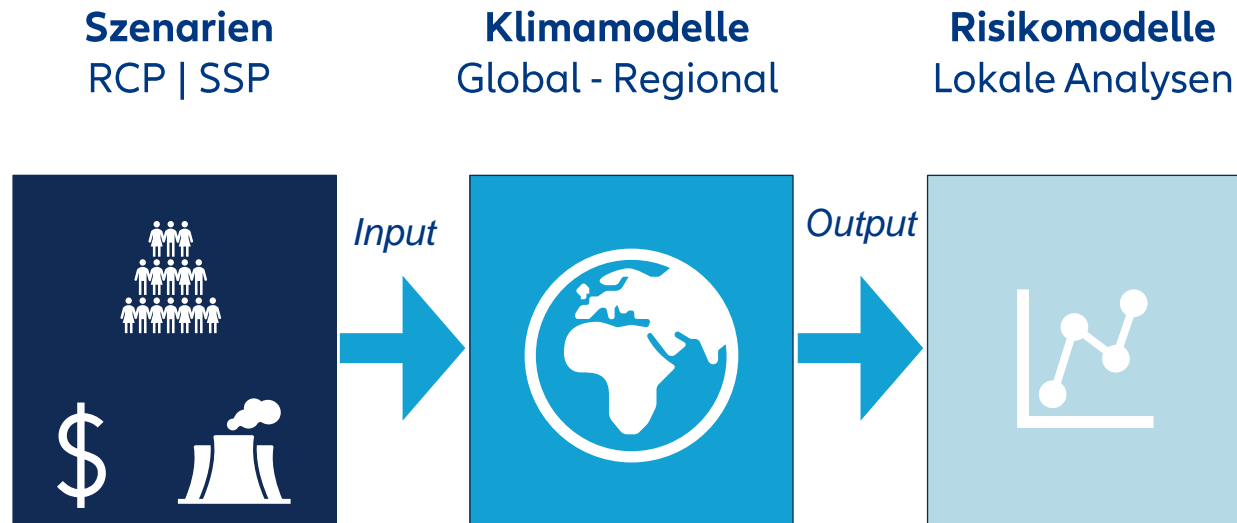 Szenarien
RCP | SSP
Klimamodelle
Global - Regional
Risikomodelle
Lokale Analysen
Input
Output
$